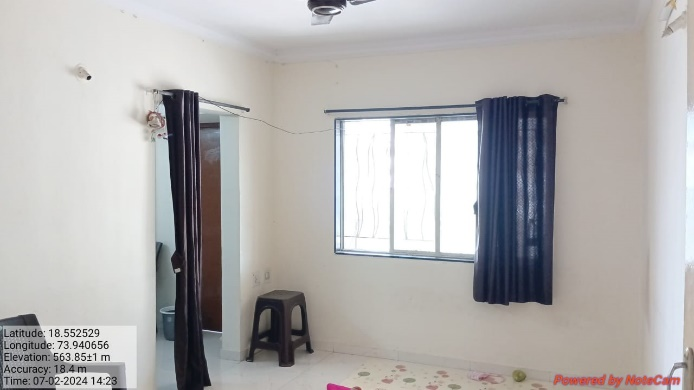 Latitude: 18.552529
Longitude: 73.940656
Elevation: 563.85±1 m
Accuracy: 18.4 m
Time: 07-02-2024 14:23
Powered by NoteCam